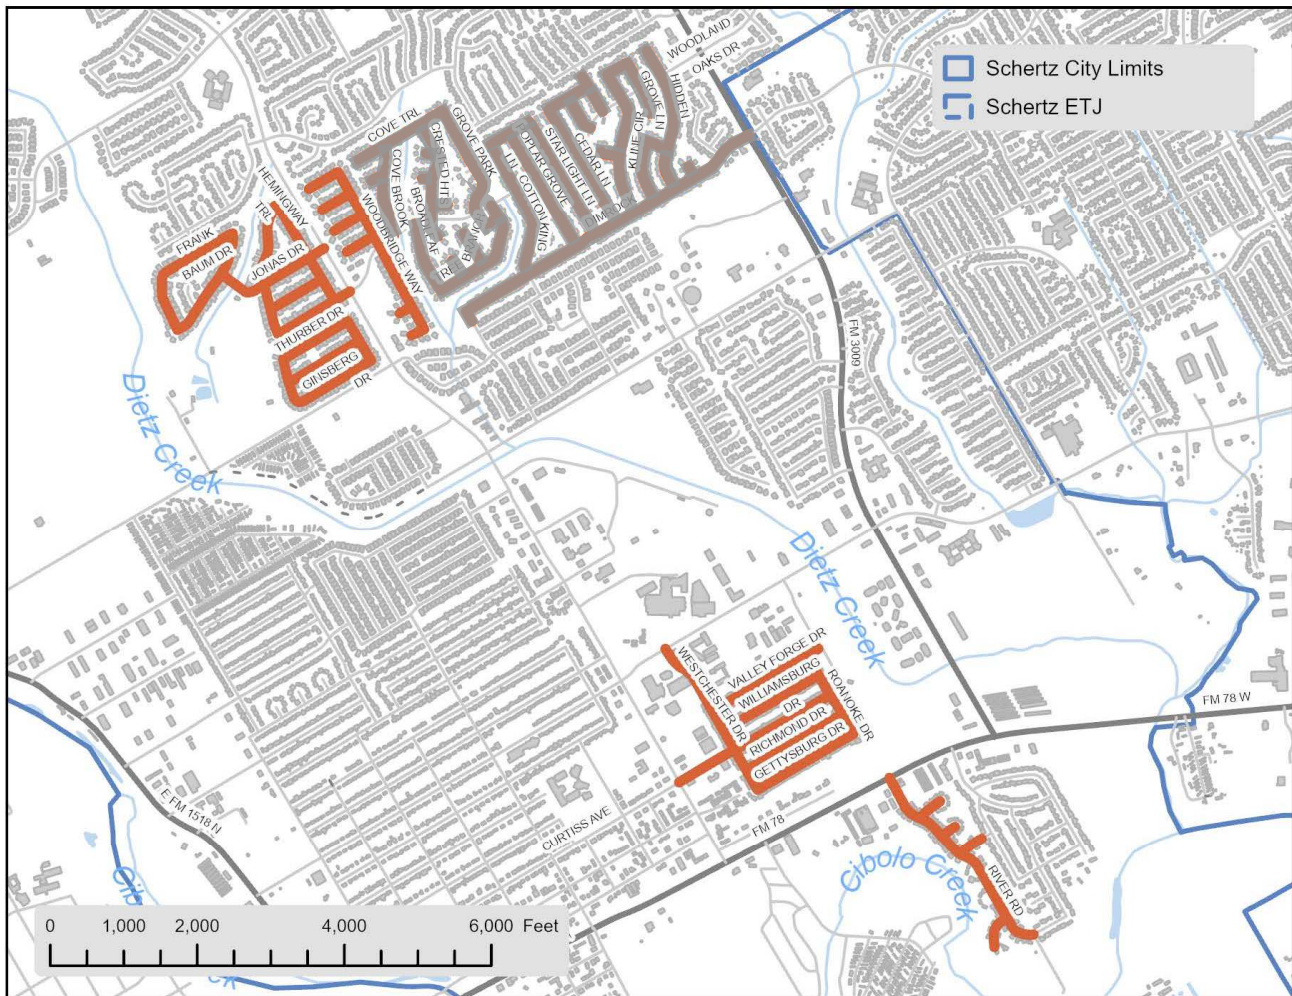 WOODLAND
OAKS DR
Schertz City Limits
Schertz ETJ
COVE TRL
GROVE PARK
HIDDEN
GROVE LN
KLINE CIR
CEDAR LN
STAR LIGHT LN
POPLAR GROVE
LN
COTTON KING
CIMROCK
CRESTED HTS
COVE BROOK
BROADLEAF
BRANCH
HEMINGWAY
TRL
WOODBRIDGE WAY
FRANK
BAUM DR
JONAS DR
THURBER DR
GINSBERG
DR
FM 3009
Dietz Creek
Dietz Creek
VALLEY FORGE DR
WILLIAMSBURG
DR
WESTCHESTER DR
ROANOKE DR
RICHMOND DR
GETTYSBURG DR
FM 78 W
FM 78
E FM 1518 N
CURTISS AVE
Cibolo Creek
RIVER RD
0 1,000 2,000 4,000 6,000 Feet